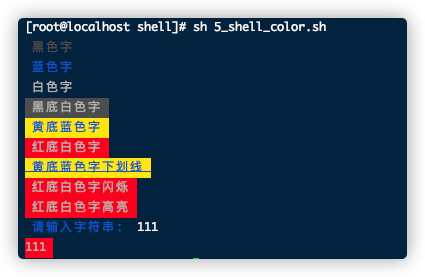 [root@localhost shell]# sh 5_shell_color.sh
黑色字
蓝色字
白色字
黑底白色字
黄底蓝色字
红底白色字
黄底蓝色字下划线
红底白色字闪烁
红底白色字高亮
请输入字符串： 111
111